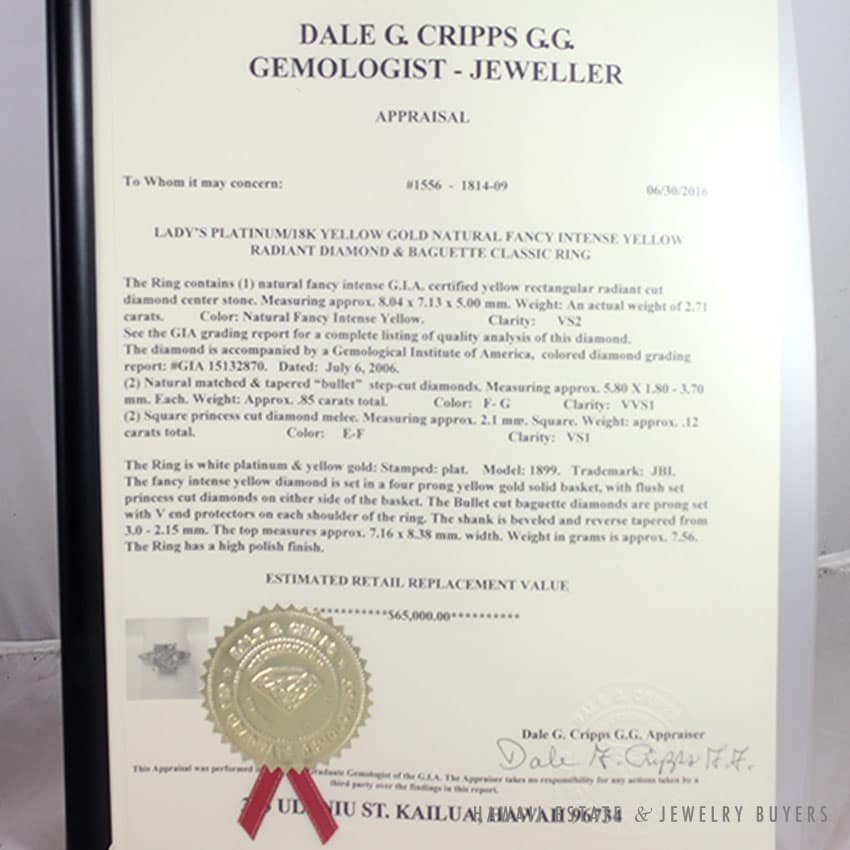 DALE G. CRIPPS G.G.
GEMOLOGIST - JEWELLER
APPRAISAL
To Whom it may concern: #1556 - 1814-09 06/30/2016
LADY'S PLATINUM/18K YELLOW GOLD NATURAL FANCY INTENSE YELLOW
RADIANT DIAMOND & BAGUETTE CLASSIC RING
The Ring contains (1) natural fancy intense G.I.A. certified yellow rectangular radiant cut
diamond center stone. Measuring approx. 8.04 x 7.13 x 5.00 mm. Weight: An actual weight of 2.71
carats. Color: Natural Fancy Intense Yellow. Clarity: VS2
See the GIA grading report for a complete listing of quality analysis of this diamond.
The diamond is accompanied by a Gemological Institute of America, colored diamond grading
report: #GIA 15132870. Dated: July 6, 2006.
(2) Natural matched & tapered "bullet" step-cut diamonds. Measuring approx. 5.80 X 1.80 - 3.70
mm. Each. Weight: Approx. .85 carats total. Color: F- G Clarity: VVS1
(2) Square princess cut diamond melee. Measuring approx. 2.1 mm. Square. Weight: approx. .12
carats total. Color: E-F Clarity: VS1
The Ring is white platinum & yellow gold: Stamped: plat. Model: 1899. Trademark: JBI.
The fancy intense yellow diamond is set in a four prong yellow gold solid basket, with flush set
princess cut diamonds on either side of the basket. The Bullet cut baguette diamonds are prong set
with V end protectors on each shoulder of the ring. The shank is beveled and reverse tapered from
3.0 - 2.15 mm. The top measures approx. 7.16 x 8.38 mm. width. Weight in grams is approx. 7.56.
The Ring has a high polish finish.
ESTIMATED RETAIL REPLACEMENT VALUE
**********$65,000.00**********
DALE G. CRIPPS
DALE G. CRIPPS
Dale G. Cripps G.G. Appraiser
Dale G. Cripps G.G.
This Appraisal was performed Graduate Gemologist of the G.I.A. The Appraiser takes no responsibility for any actions taken by a
third party over the findings in this report.
ST. KAILUA, HAWAII 96734
HAWAII ESTATE & JEWELRY BUYERS